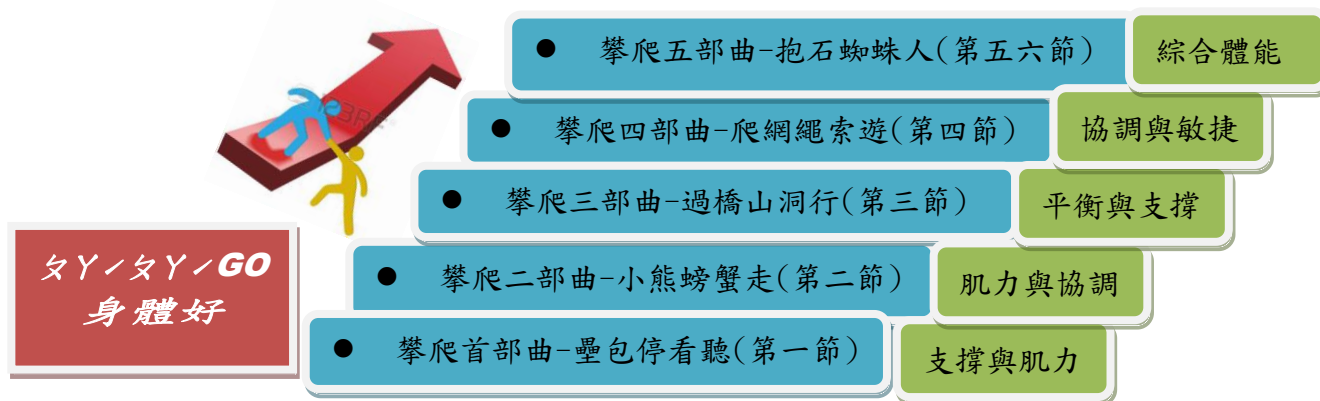 ● 攀爬五部曲-抱石蜘蛛人(第五六節) 綜合體能
● 攀爬四部曲-爬網繩索遊(第四節) 協調與敏捷
● 攀爬三部曲-過橋山洞行(第三節) 平衡與支撐
ㄆㄚˊㄆㄚˊGO
身體好
● 攀爬二部曲-小熊螃蟹走(第二節) 肌力與協調
● 攀爬首部曲-壘包停看聽(第一節) 支撐與肌力